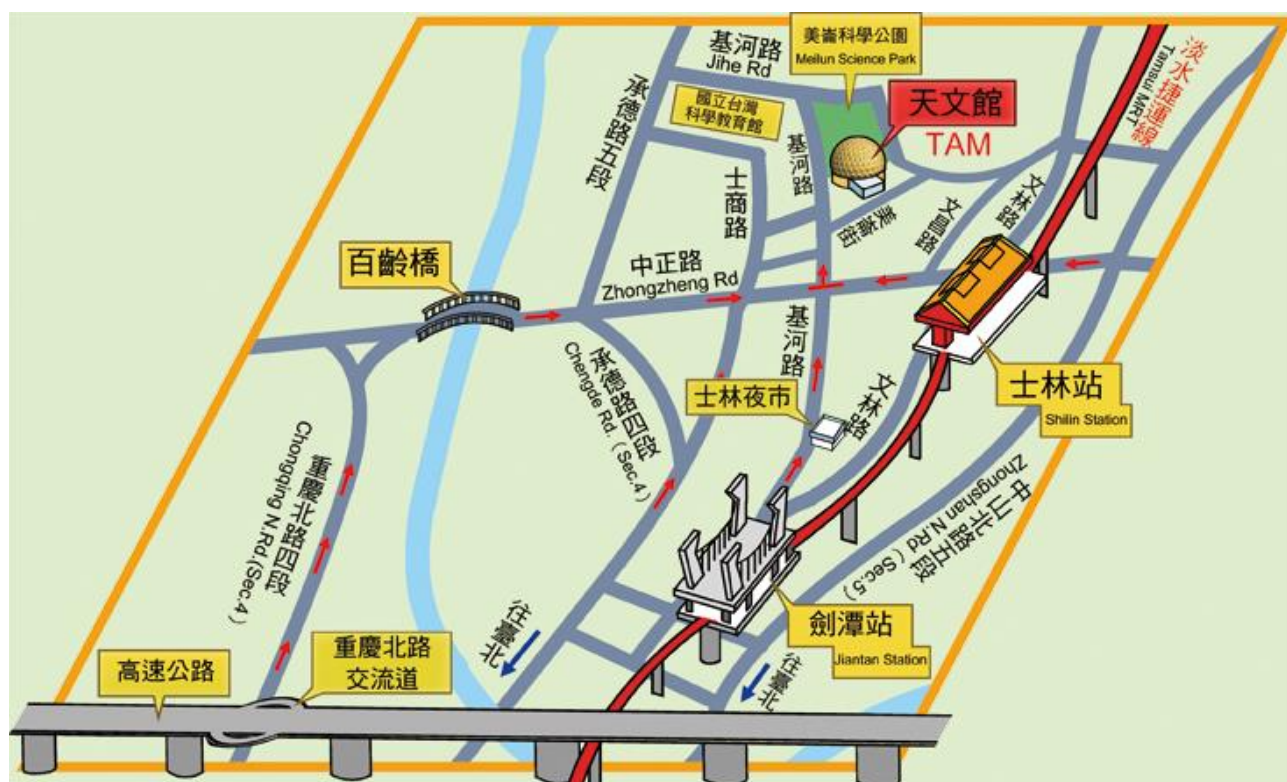 基河路
Jihe Rd
美崙科學公園
Meilun Science Park
天文館
TAM
淡水捷運線
Tamsui MRT
承德路五段
國立台灣
科學教育館
基河路
士商路
美崙街
文昌路
文林路
百齡橋
中正路
Zhongzheng Rd
基河路
承德路四段
Chengde Rd.（Sec.4）
士林夜市
文林路
士林站
Shilin Station
重慶北路四段
Chongqing N.Rd.(Sec.4)
中山北路五段
Zhongshan N.Rd（Sec.5）
劍潭站
Jiantan Station
往臺北
往臺北
高速公路
重慶北路
交流道